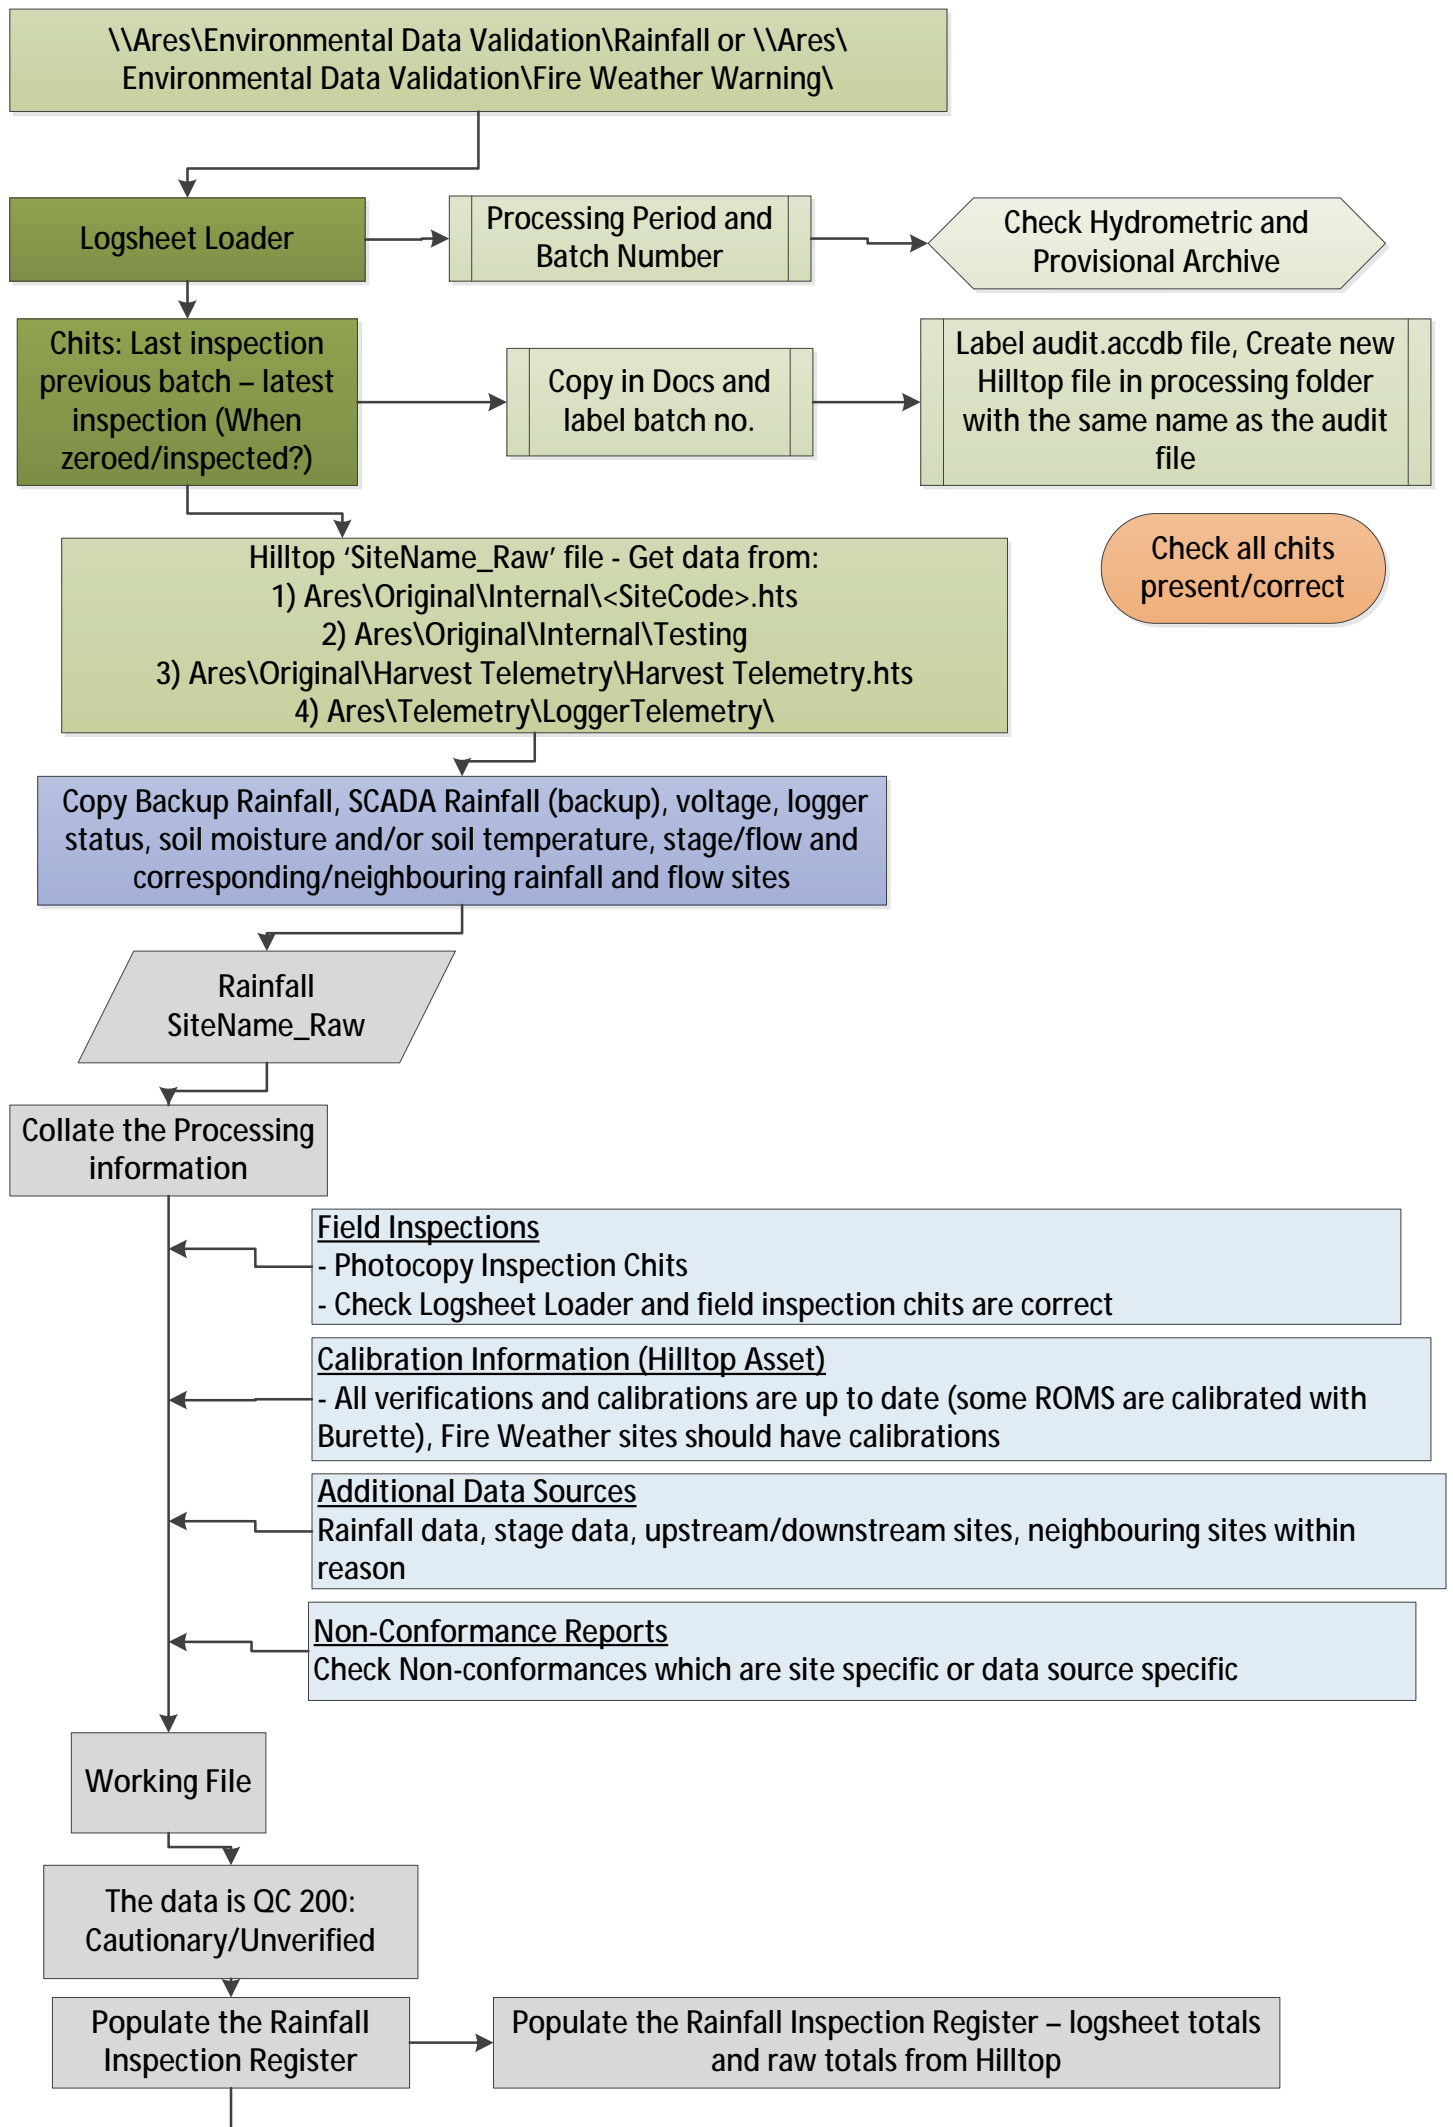 \\Ares\Environmental Data Validation\Rainfall or \\Ares\
Environmental Data Validation\Fire Weather Warning\
Logsheet Loader
Processing Period and
Batch Number
Check Hydrometric and
Provisional Archive
Chits: Last inspection
previous batch – latest
inspection (When
zeroed/inspected?)
Copy in Docs and
label batch no.
Label audit.accdb file, Create new
Hilltop file in processing folder
with the same name as the audit
file
Check all chits
present/correct
Hilltop ‘SiteName_Raw’ file - Get data from:
1) Ares\Original\Internal\<SiteCode>.hts
2) Ares\Original\Internal\Testing
3) Ares\Original\Harvest Telemetry\Harvest Telemetry.hts
4) Ares\Telemetry\LoggerTelemetry\
Copy Backup Rainfall, SCADA Rainfall (backup), voltage, logger
status, soil moisture and/or soil temperature, stage/flow and
corresponding/neighbouring rainfall and flow sites
Rainfall
SiteName_Raw
Collate the Processing
information
Field Inspections
- Photocopy Inspection Chits
- Check Logsheet Loader and field inspection chits are correct
Calibration Information (Hilltop Asset)
- All verifications and calibrations are up to date (some ROMS are calibrated with
Burette), Fire Weather sites should have calibrations
Additional Data Sources
Rainfall data, stage data, upstream/downstream sites, neighbouring sites within
reason
Non-Conformance Reports
Check Non-conformances which are site specific or data source specific
Working File
The data is QC 200:
Cautionary/Unverified
Populate the Rainfall
Inspection Register
Populate the Rainfall Inspection Register – logsheet totals
and raw totals from Hilltop